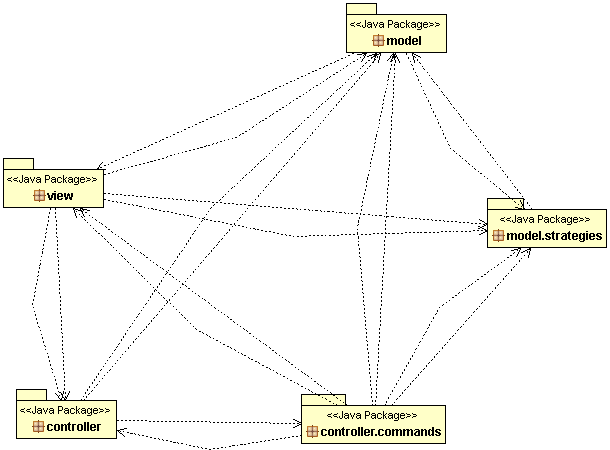 <<Java Package>>
model
<<Java Package>>
view
<<Java Package>>
model.strategies
<<Java Package>>
controller
<<Java Package>>
controller.commands